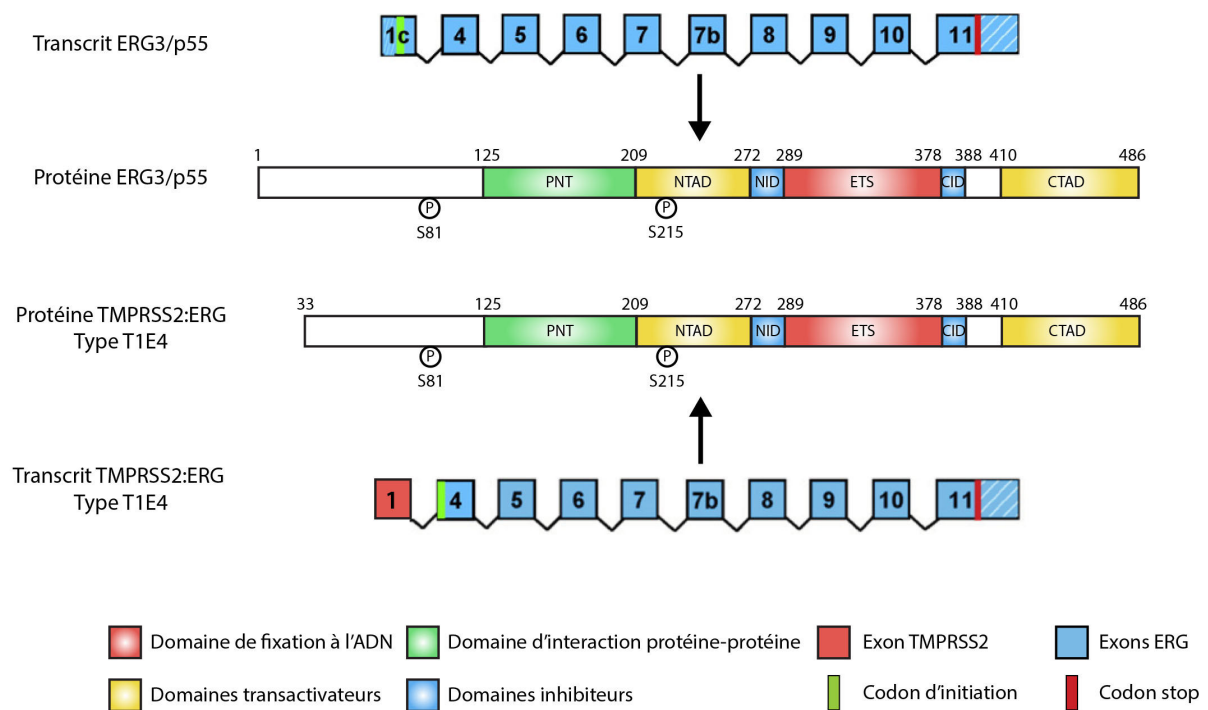 Transcrit ERG3/p55
1c 4 5 6 7 7b 8 9 10 11
Protéine ERG3/p55
1 125 209 272 289 378 388 410 486
PNT NTAD NID ETS CID CTAD
P P
S81 S215
Protéine TMPRSS2:ERG
Type T1E4
33 125 209 272 289 378 388 410 486
PNT NTAD NID ETS CID CTAD
P P
S81 S215
Transcrit TMPRSS2:ERG
Type T1E4
1 4 5 6 7 7b 8 9 10 11
Domaine de fixation à l'ADN Domaine d'interaction protéine-protéine Exon TMPRSS2 Exons ERG
Domaines transactivateurs Domaines inhibiteurs Codon d'initiation Codon stop